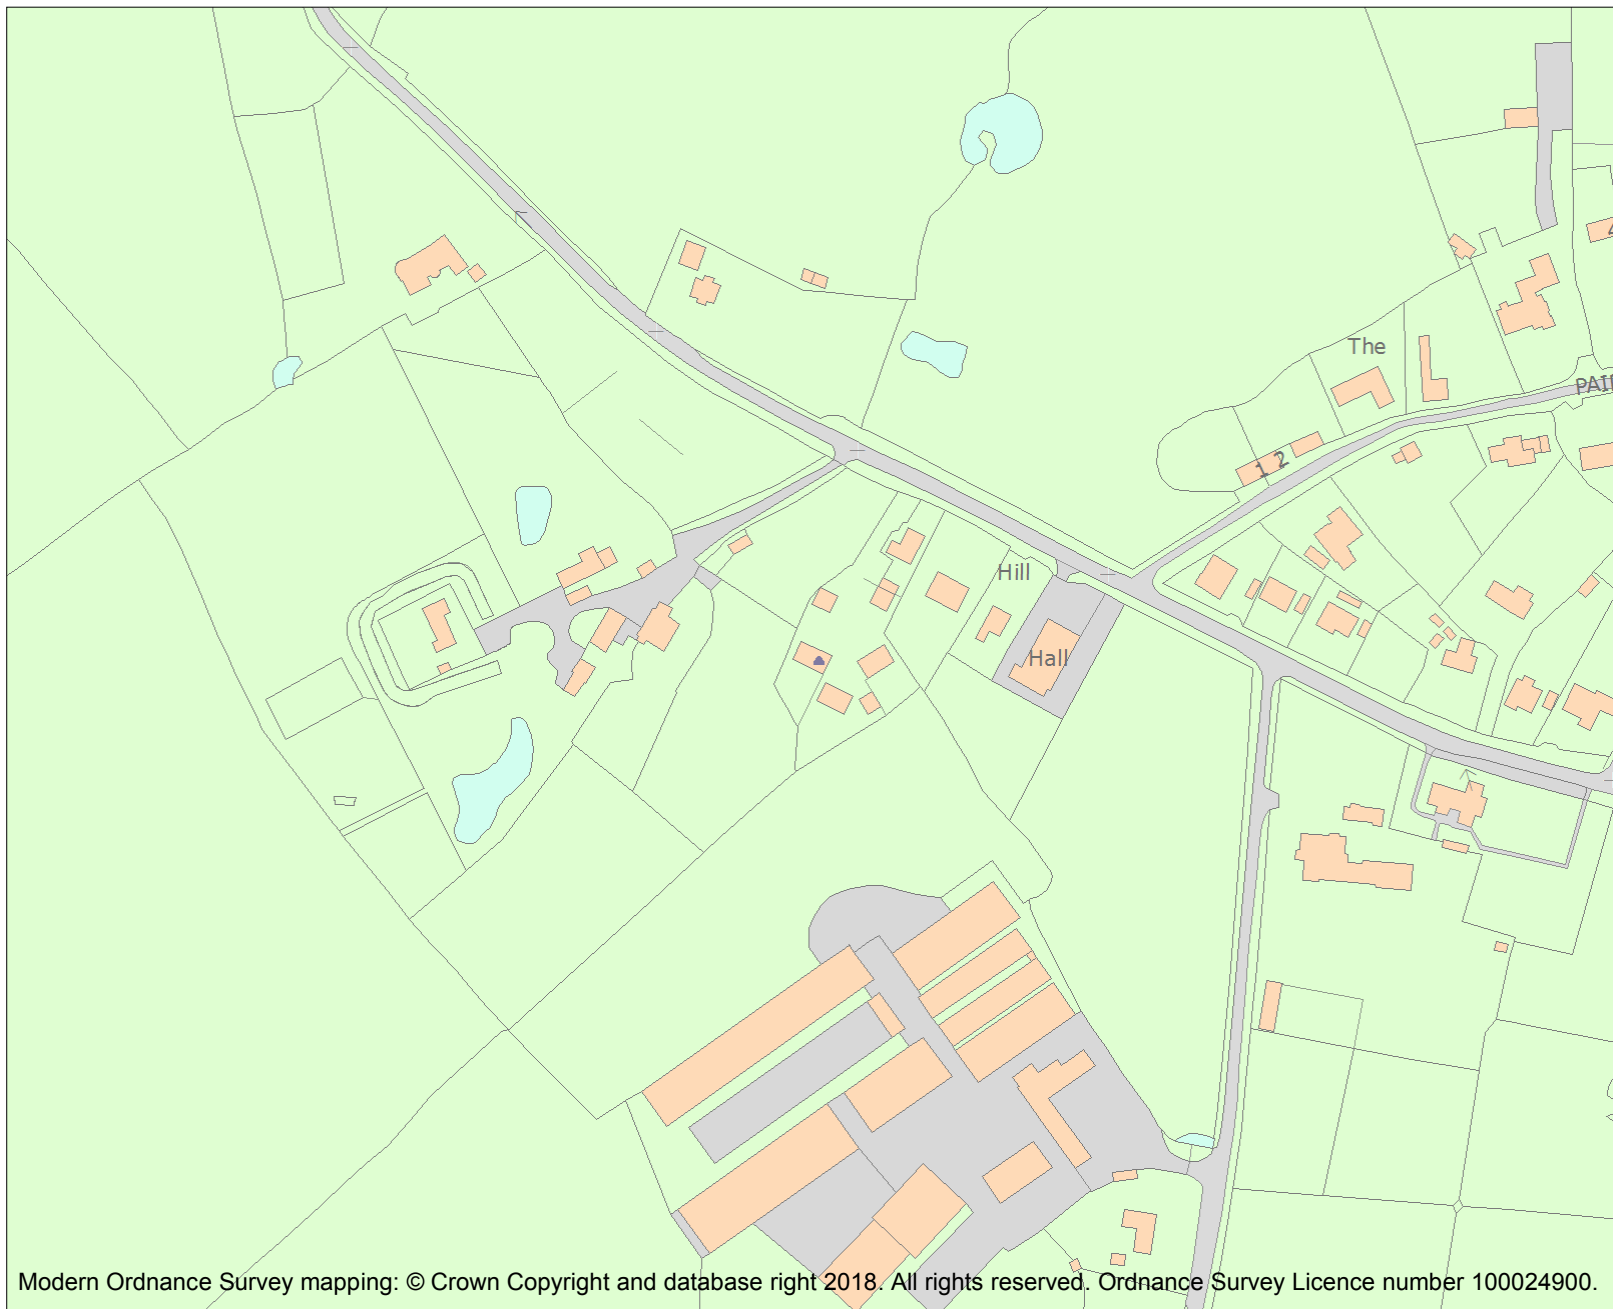 The
PAI
1 2
Hill
Hall
Modern Ordnance Survey mapping: © Crown Copyright and database right 2018. All rights reserved. Ordnance Survey Licence number 100024900.